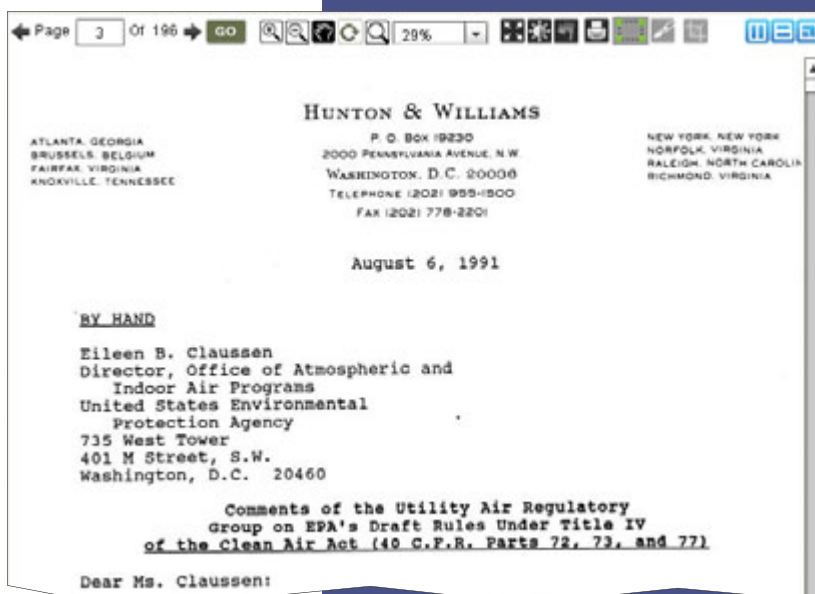 Page 3 Of 196 GO 29%
HUNTON & WILLIAMS
ATLANTA, GEORGIA
BRUSSELS, BELGIUM
FAIRFAX, VIRGINIA
KNOXVILLE, TENNESSEE
P. O. BOX 19230
2000 PENNSYLVANIA AVENUE, N.W.
WASHINGTON, D.C. 20006
TELEPHONE (202) 955-1500
FAX (202) 778-2201
NEW YORK, NEW YORK
NORFOLK, VIRGINIA
RALEIGH, NORTH CAROLIN
RICHMOND, VIRGINIA
August 6, 1991
BY HAND
Eileen B. Claussen
Director, Office of Atmospheric and
Indoor Air Programs
United States Environmental
Protection Agency
735 West Tower
401 M Street, S.W.
Washington, D.C. 20460
Comments of the Utility Air Regulatory
Group on EPA's Draft Rules Under Title IV
of the Clean Air Act (40 C.F.R. Parts 72, 73, and 77)
Dear Ms. Claussen: